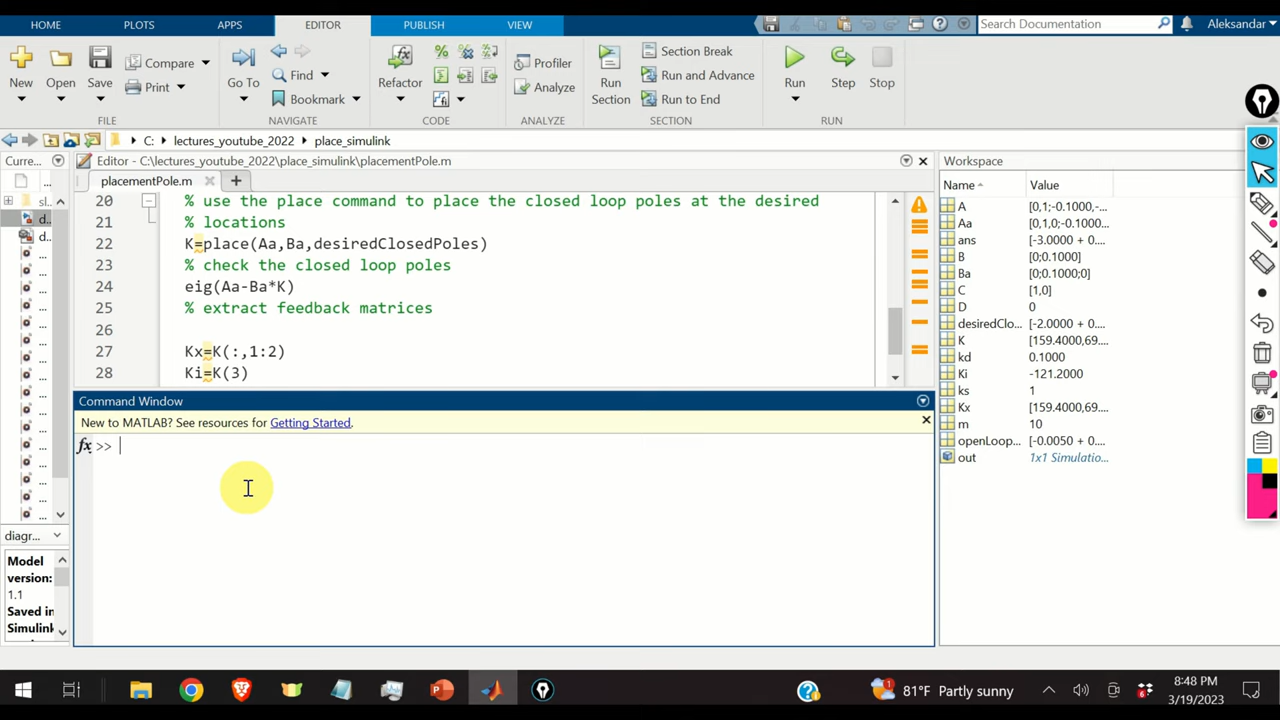 HOME PLOTS APPS EDITOR PUBLISH VIEW Search Documentation Aleksandar
New Open Save Compare Print Go To Find Bookmark Refactor Profiler Analyze Run Section Section Break Run and Advance Run to End Run Step Stop
FILE NAVIGATE CODE ANALYZE SECTION RUN
C: lectures_youtube_2022 place_simulink
Curre... Editor - C:\lectures_youtube_2022\place_simulink\placementPole.m Workspace
placementPole.m Name Value
20 % use the place command to place the closed loop poles at the desired
21 % locations
22 K=place(Aa,Ba,desiredClosedPoles)
23 % check the closed loop poles
24 eig(Aa-Ba*K)
25 % extract feedback matrices
26
27 Kx=K(:,1:2)
28 Ki=K(3)
A [0,1;-0.1000,-...
Aa [0,1,0;-0.1000...
ans [-3.0000 + 0....
B [0;0.1000]
Ba [0;0.1000;0]
C [1,0]
D 0
desiredClo... [-2.0000 + 0....
K [159.4000,69....
kd 0.1000
Ki -121.2000
ks 1
Kx [159.4000,69....
m 10
openLoop... [-0.0050 + 0....
out 1x1 Simulatio...
Command Window
New to MATLAB? See resources for Getting Started.
fx >>
diagr...
Model
version:
1.1
Saved in
Simulink
81°F Partly sunny
8:48 PM
3/19/2023